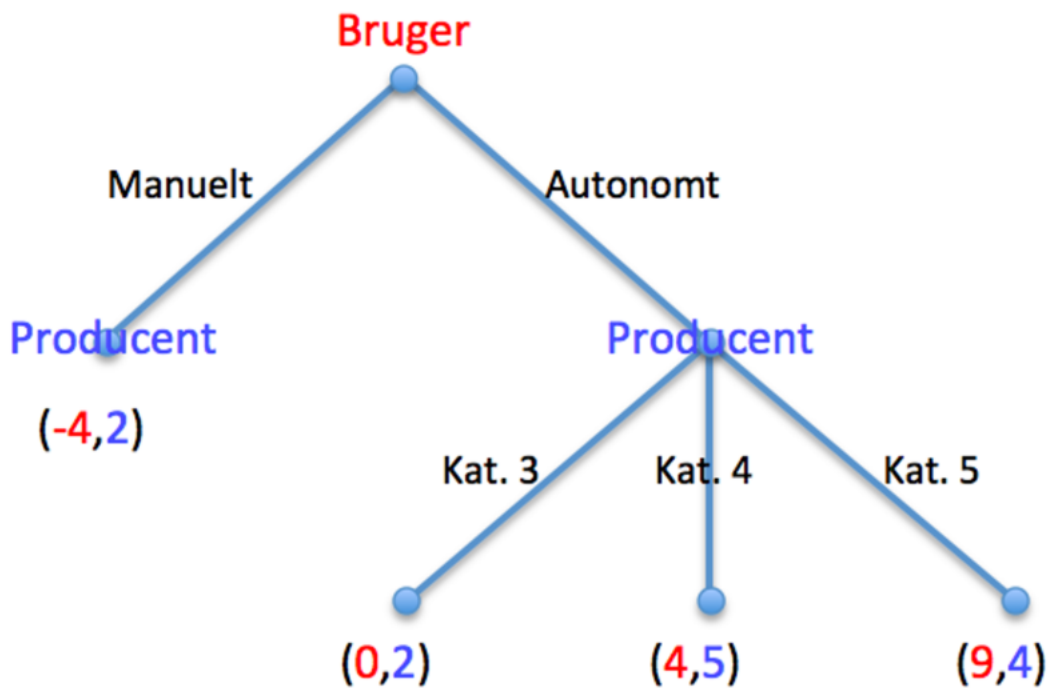 Bruger
Manuelt
Autonomt
Producent
Producent
(-4,2)
Kat. 3
Kat. 4
Kat. 5
(0,2)
(4,5)
(9,4)